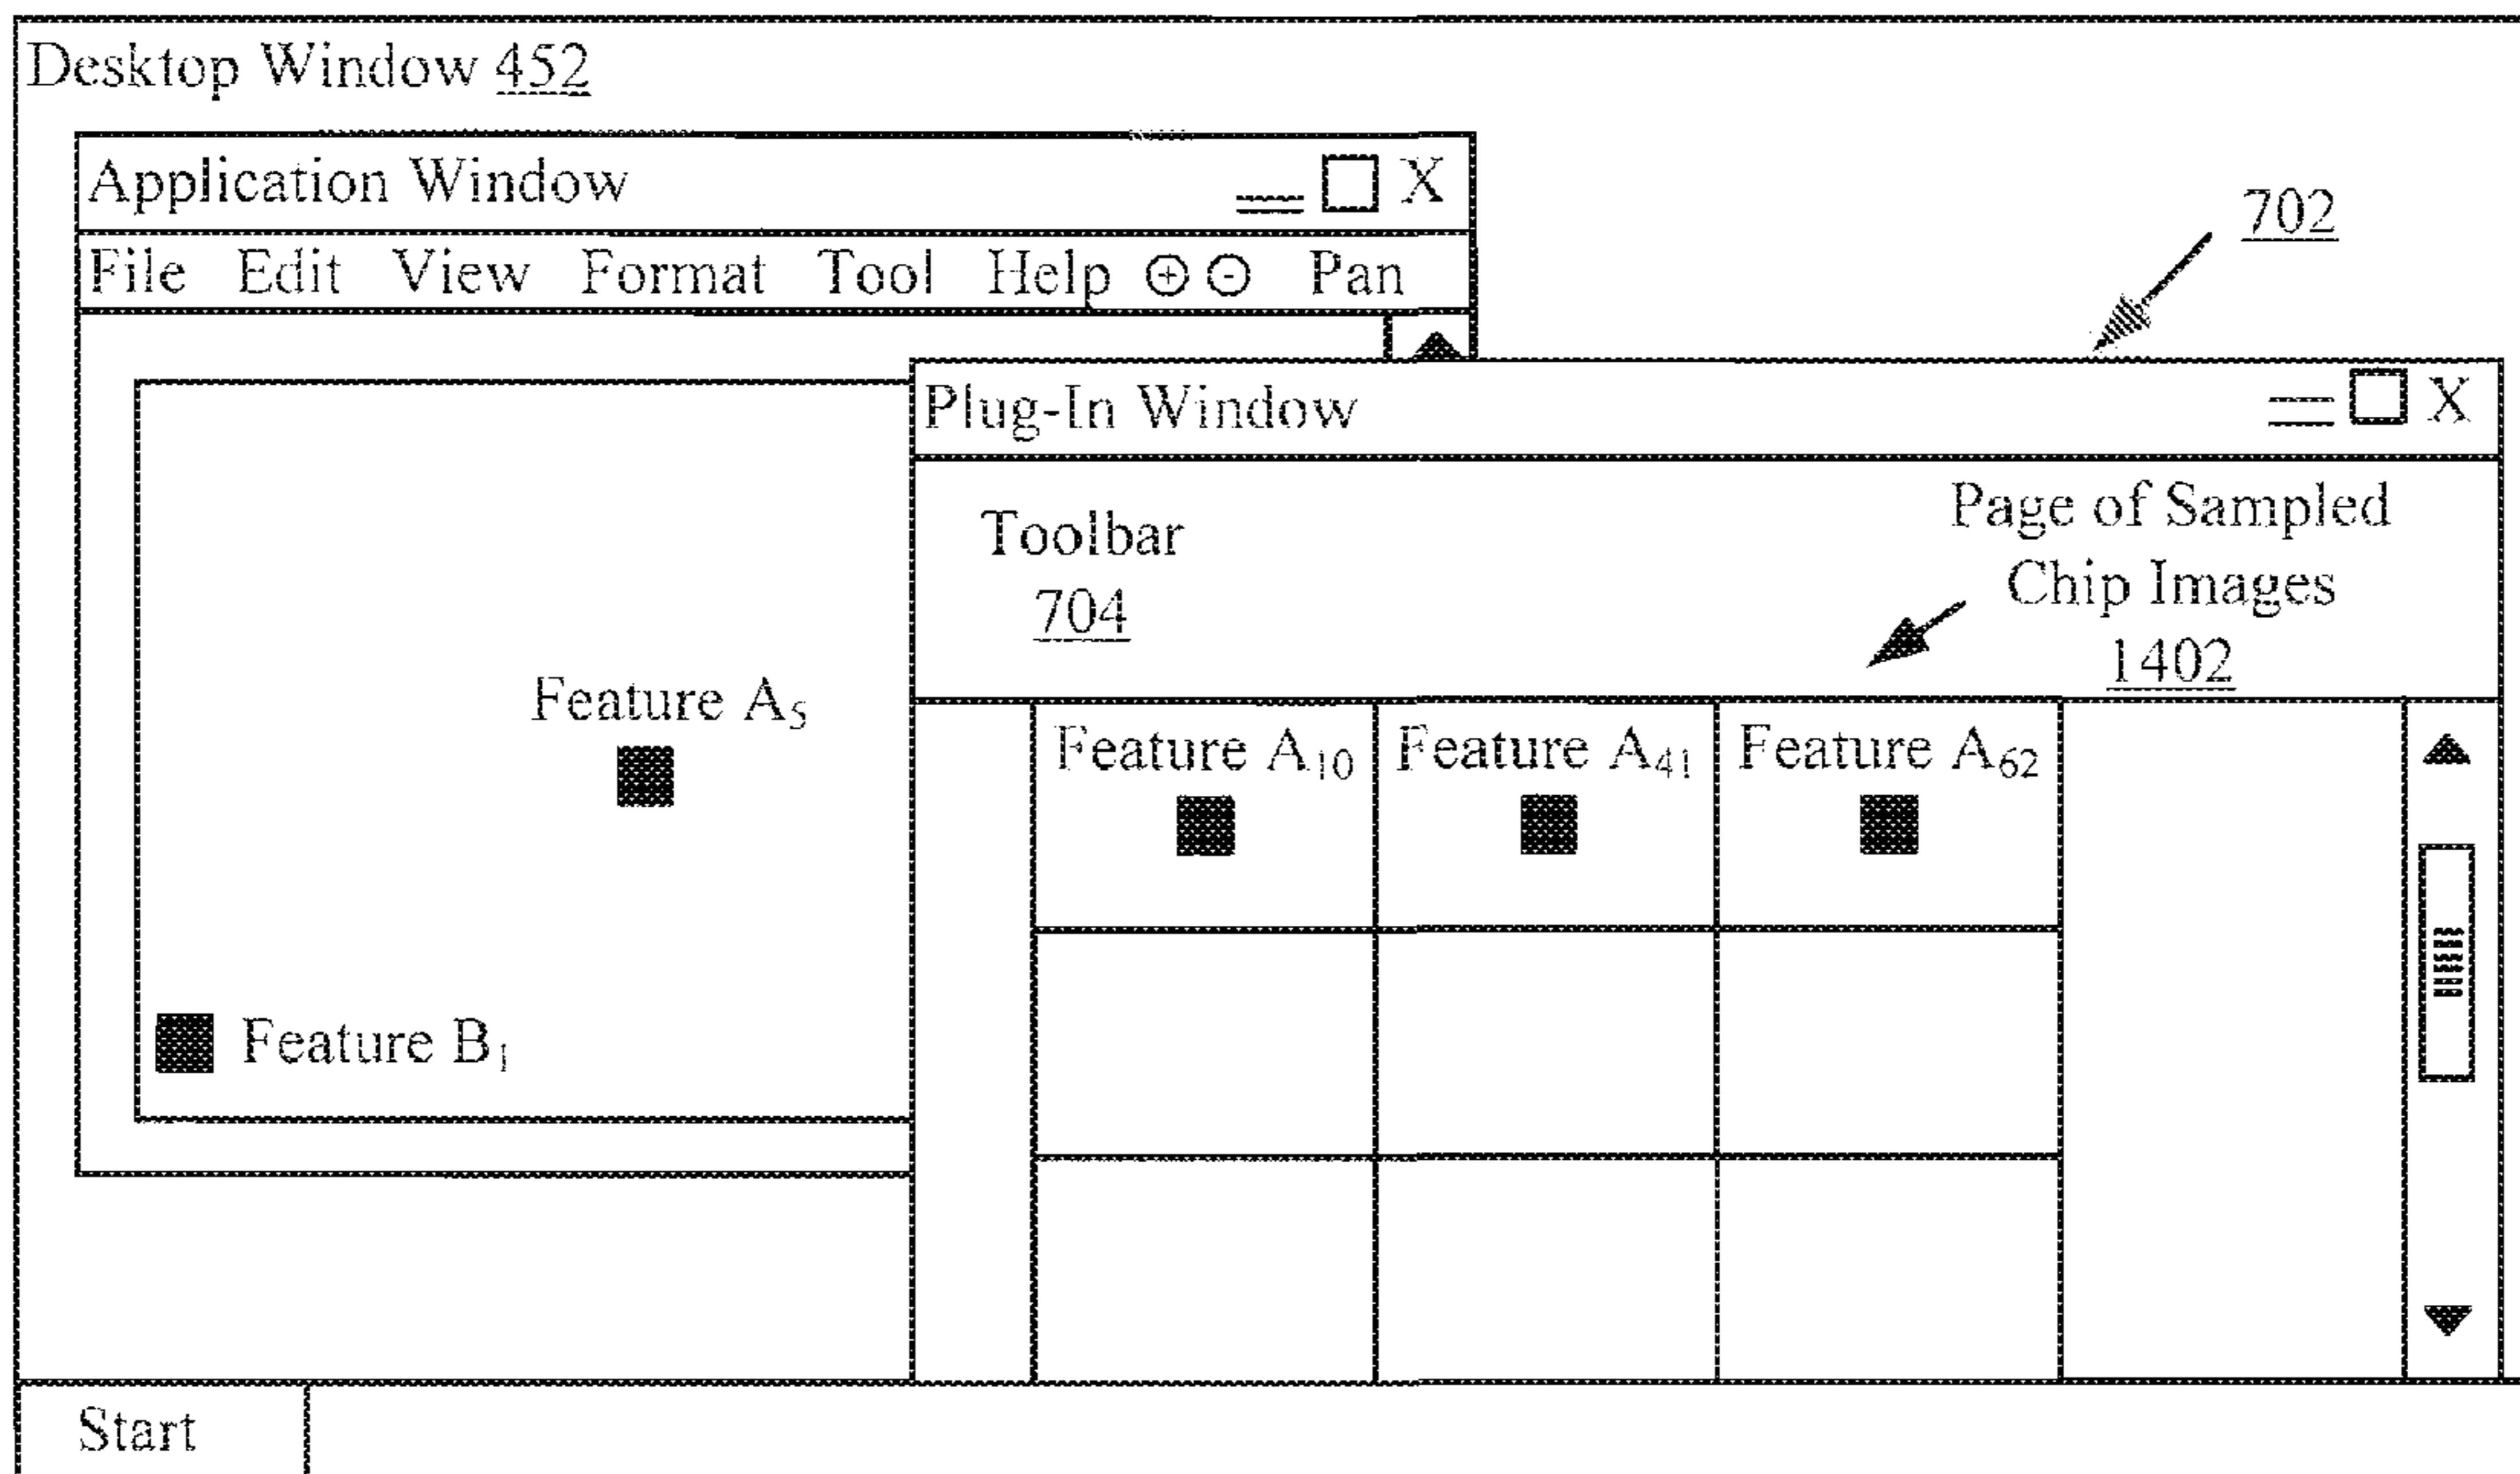 Desktop Window 452
Application Window X
File Edit View Format Tool Help + - Pan
702
Plug-In Window X
Toolbar
704
Page of Sampled
Chip Images
1402
Feature A5
Feature B1
Feature A10 Feature A41 Feature A62
Start